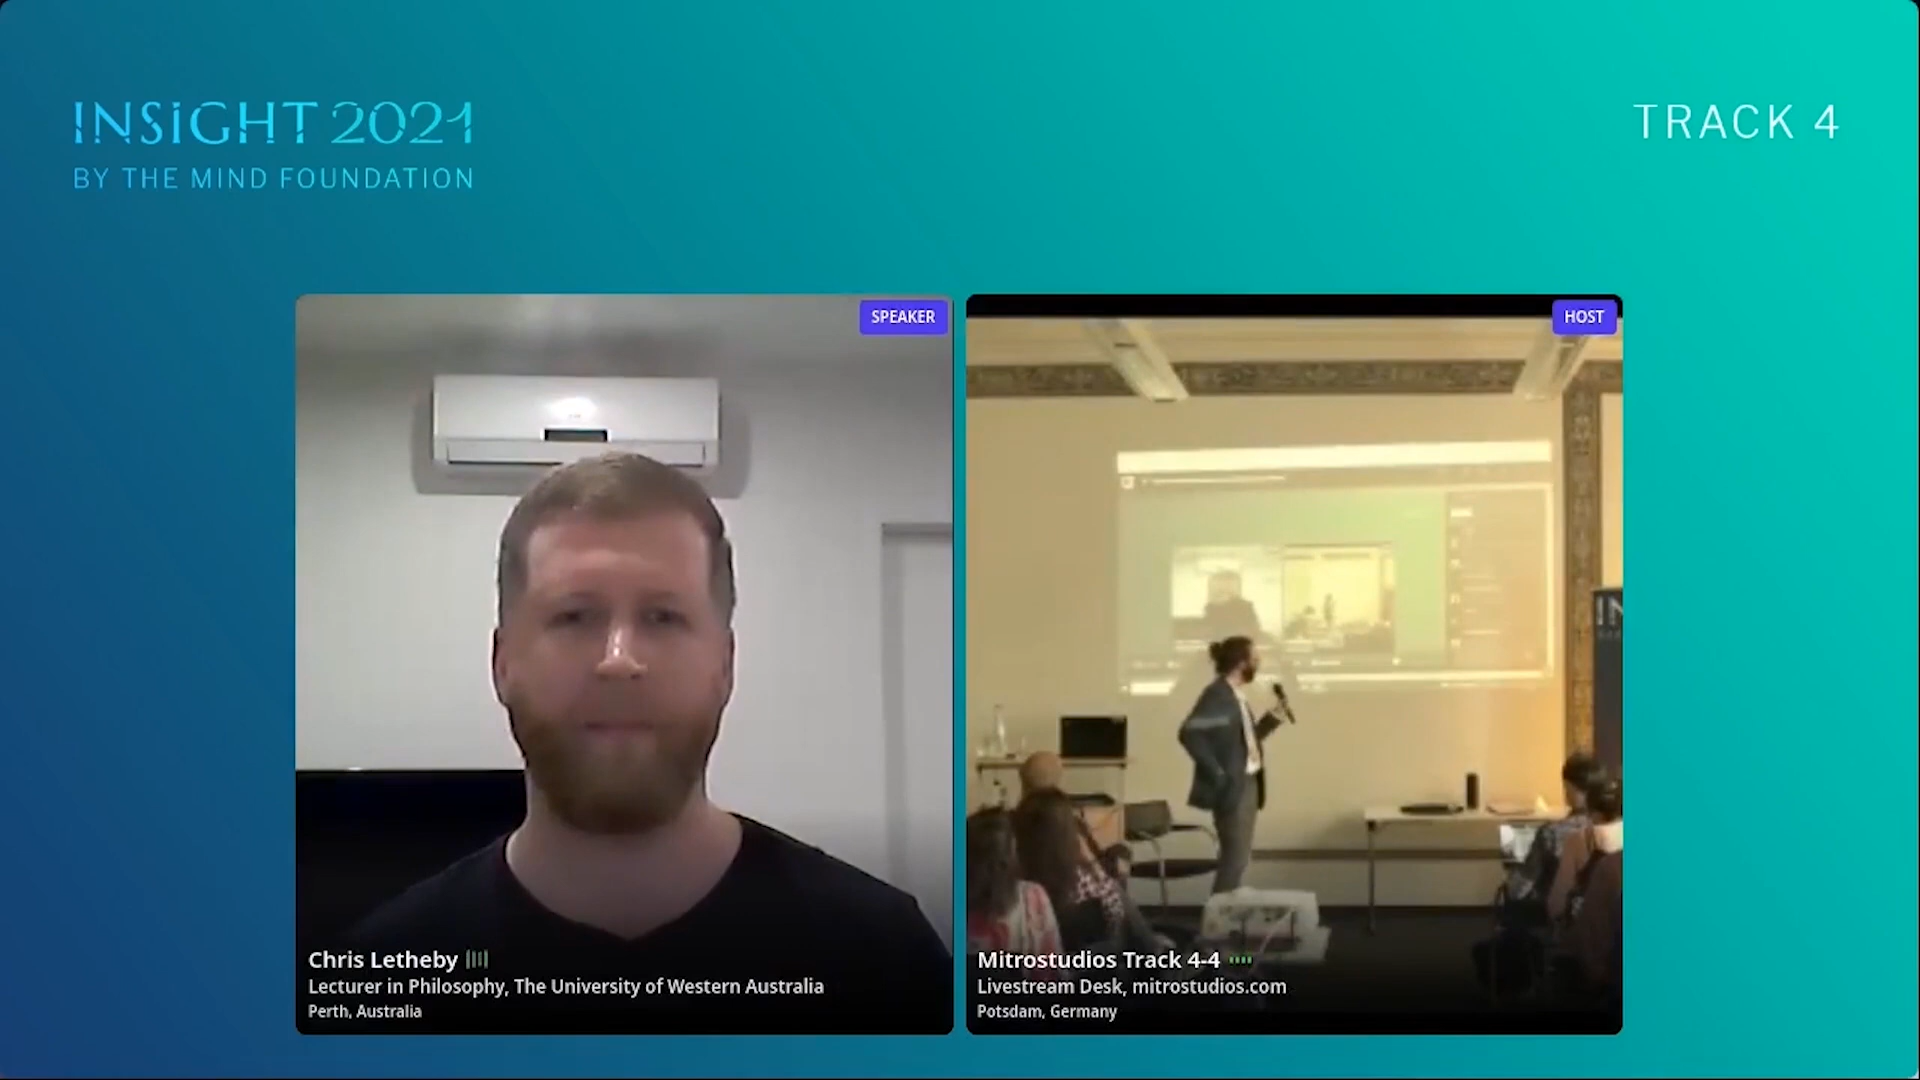 INSiGHT 2021
BY THE MIND FOUNDATION
TRACK 4
SPEAKER
Chris Letheby
Lecturer in Philosophy, The University of Western Australia
Perth, Australia
HOST
IN
Mitrostudios Track 4-4
Livestream Desk, mitrostudios.com
Potsdam, Germany